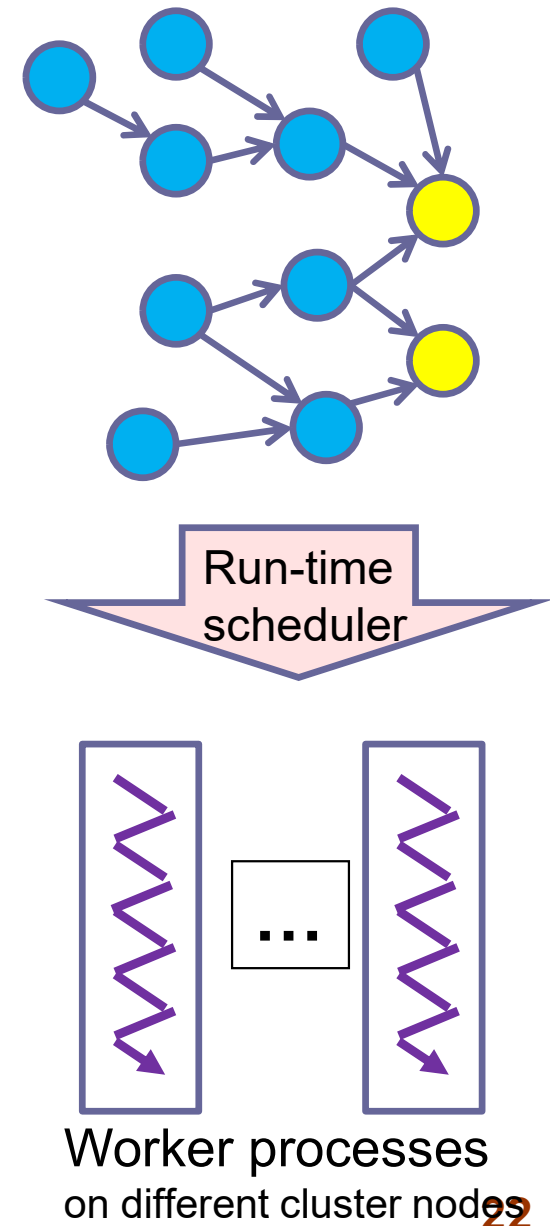 Run-time
scheduler
...
Worker processes
on different cluster nodes
22